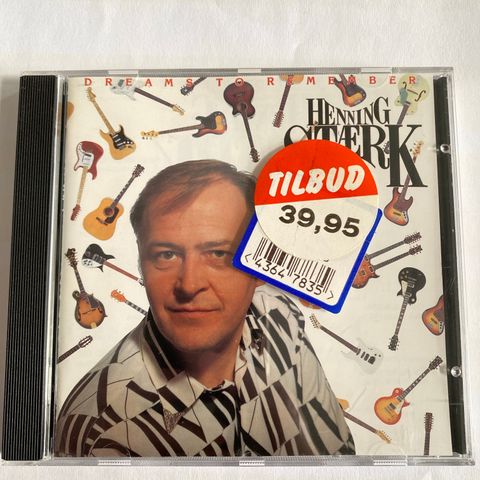 DREAMS TO REMEMBER
HENNING
STÆRK
TILBUD
39,95
<4364 7835>